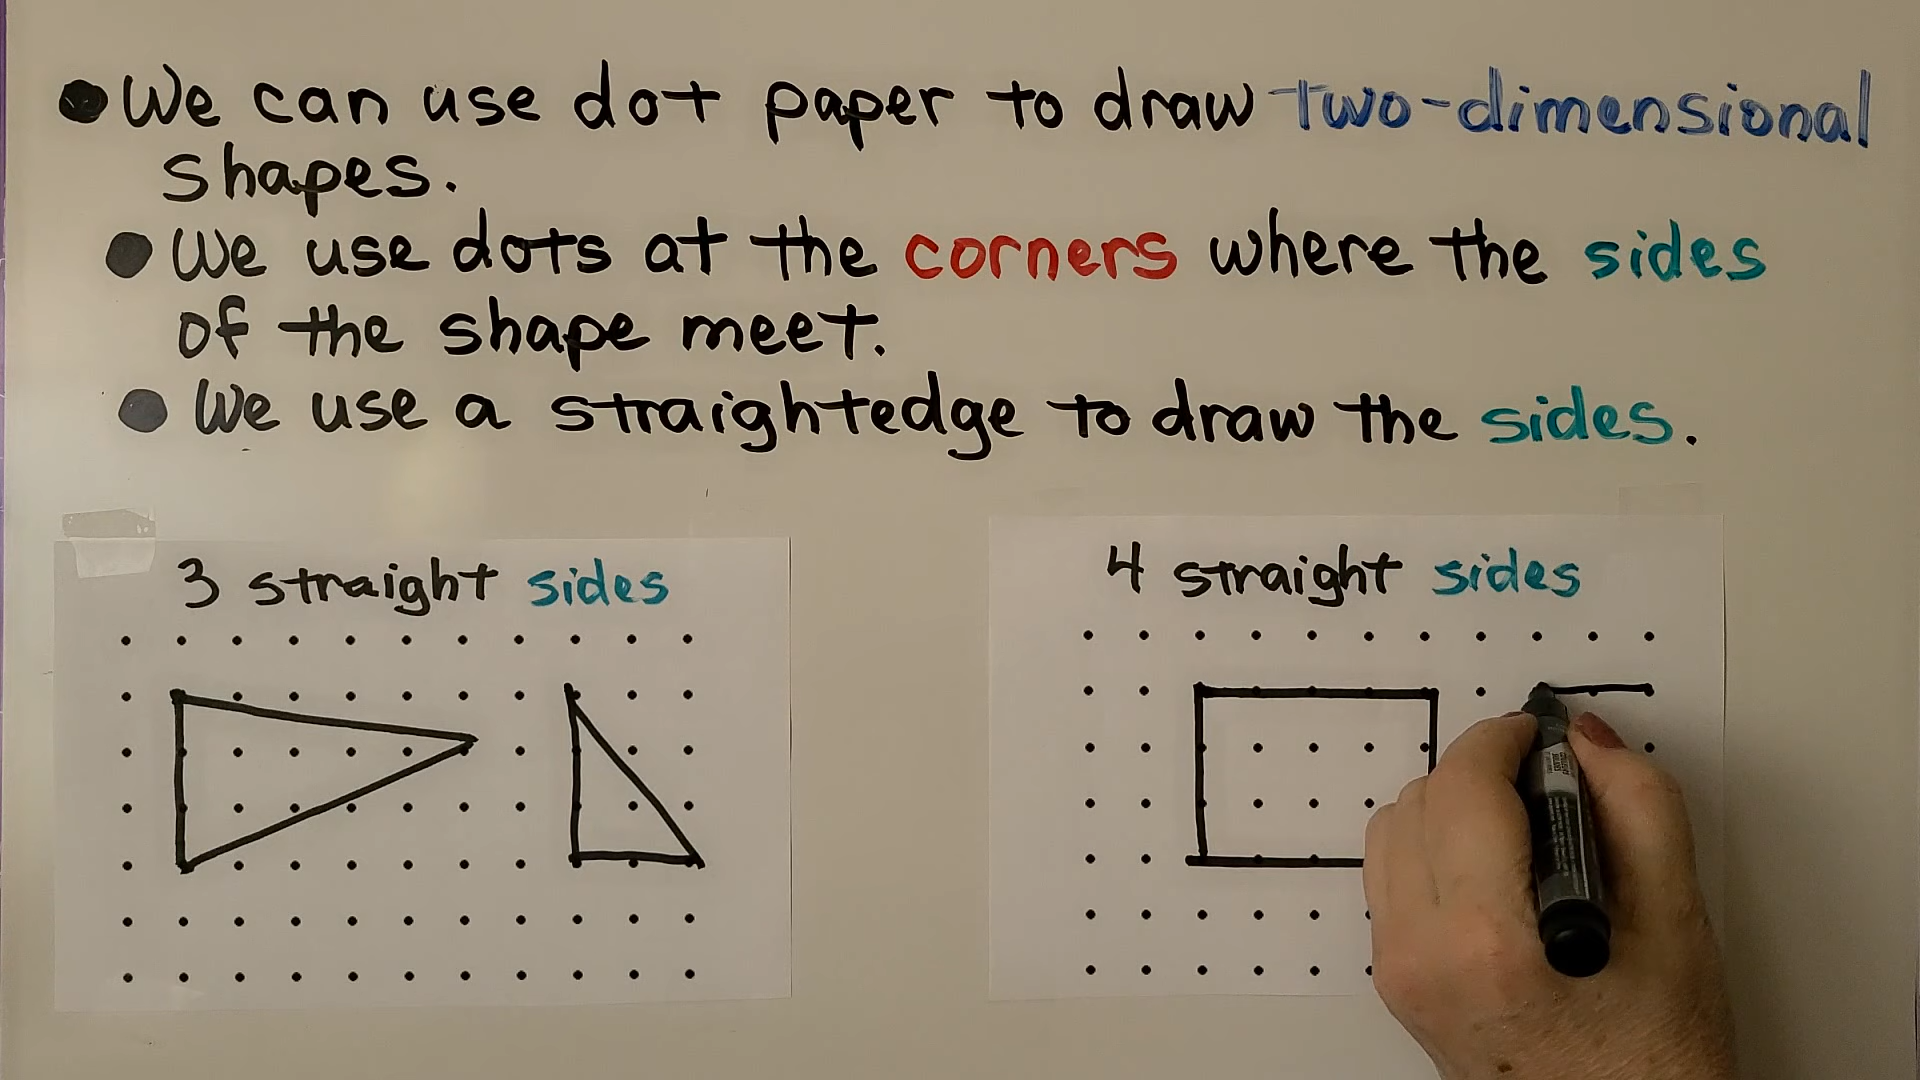 We can use dot paper to draw two-dimensional
shapes.
We use dots at the corners where the sides
of the shape meet.
We use a straightedge to draw the sides.
3 straight sides
4 straight sides